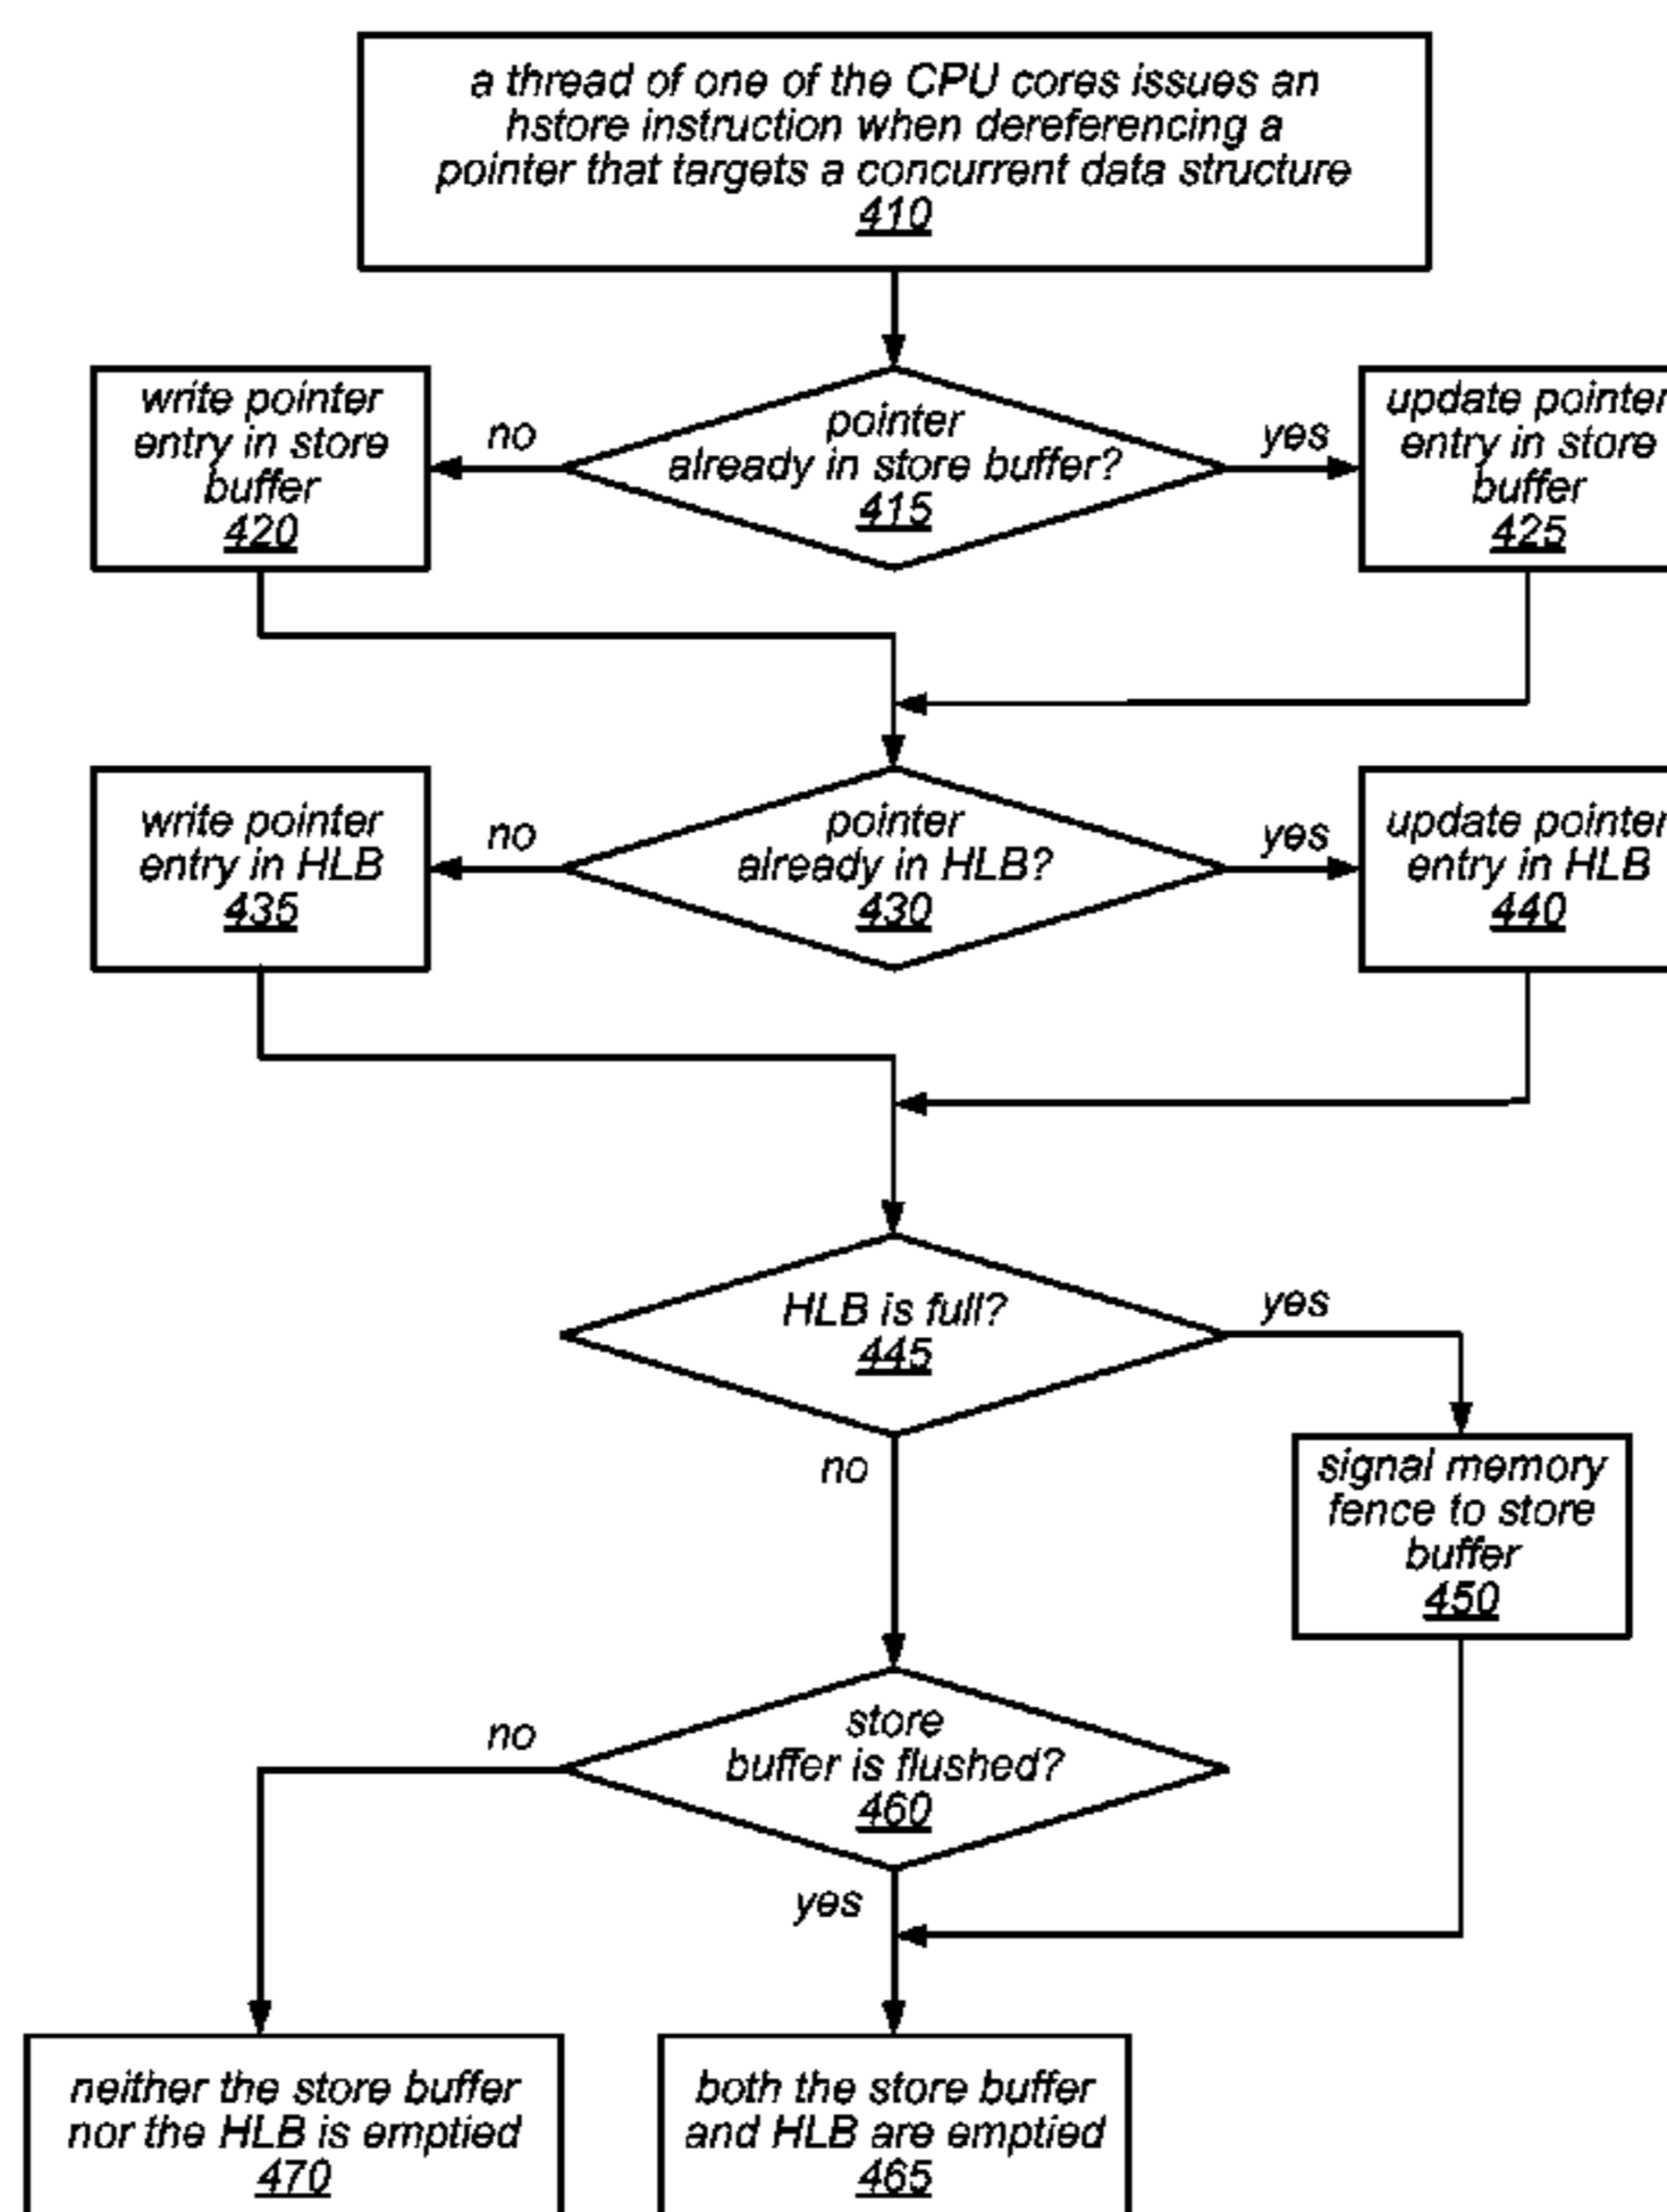 a thread of one of the CPU cores issues an
hstore instruction when dereferencing a
pointer that targets a concurrent data structure
410
write pointer
entry in store
buffer
420
no
pointer
already in store buffer?
415
yes
update pointer
entry in store
buffer
425
write pointer
entry in HLB
435
no
pointer
already in HLB?
430
yes
update pointer
entry in HLB
440
HLB is full?
445
yes
no
signal memory
fence to store
buffer
450
no
store
buffer is flushed?
460
yes
neither the store buffer
nor the HLB is emptied
470
both the store buffer
and HLB are emptied
465